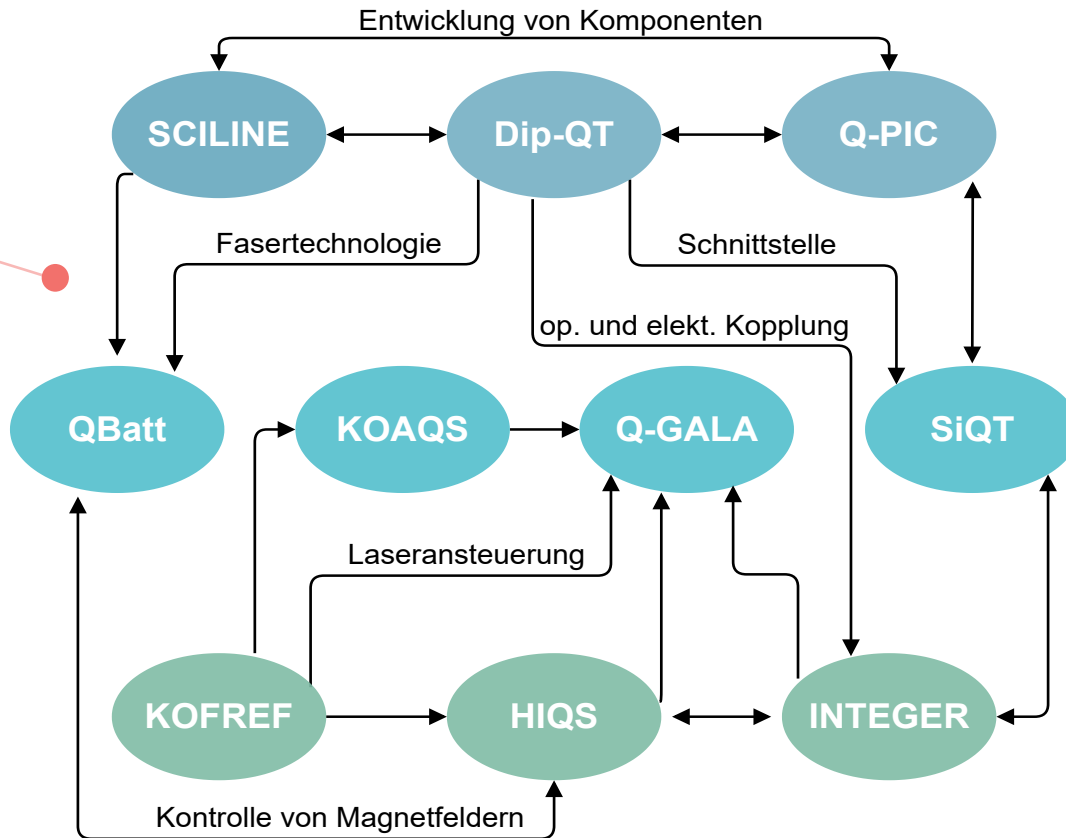 Entwicklung von Komponenten
SCILINE
Dip-QT
Q-PIC
Fasertechnologie
Schnittstelle
op. und elekt. Kopplung
QBatt
KOAQS
Q-GALA
SiQT
Laseransteuerung
KOFREF
HIQS
INTEGER
Kontrolle von Magnetfeldern